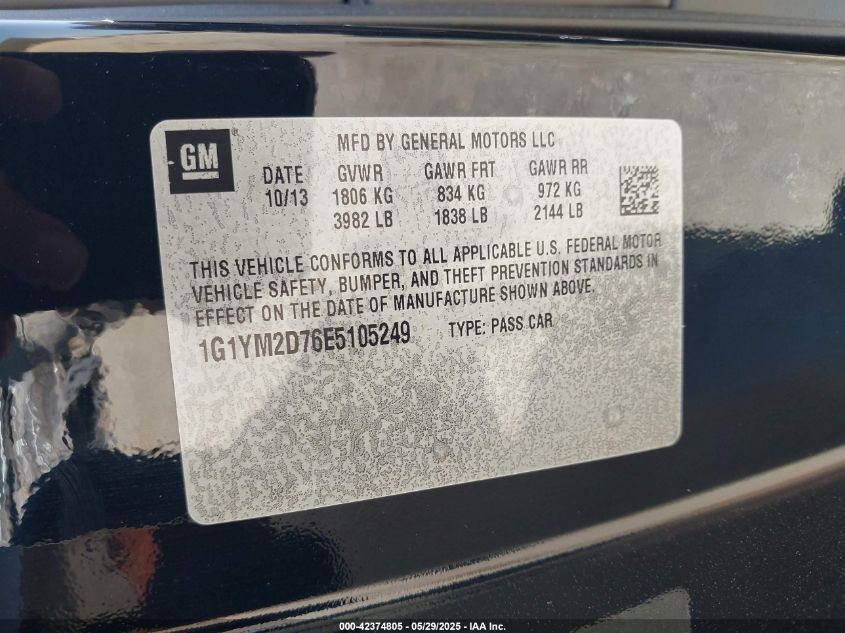 GM
MFD BY GENERAL MOTORS LLC
DATE GVWR GAWR FRT GAWR RR
10/13 1806 KG 834 KG 972 KG
3982 LB 1838 LB 2144 LB
THIS VEHICLE CONFORMS TO ALL APPLICABLE U.S. FEDERAL MOTOR
VEHICLE SAFETY, BUMPER, AND THEFT PREVENTION STANDARDS IN
EFFECT ON THE DATE OF MANUFACTURE SHOWN ABOVE.
1G1YM2D76E5105249 TYPE: PASS CAR
000-42374805 - 05/29/2025 - IAA Inc.